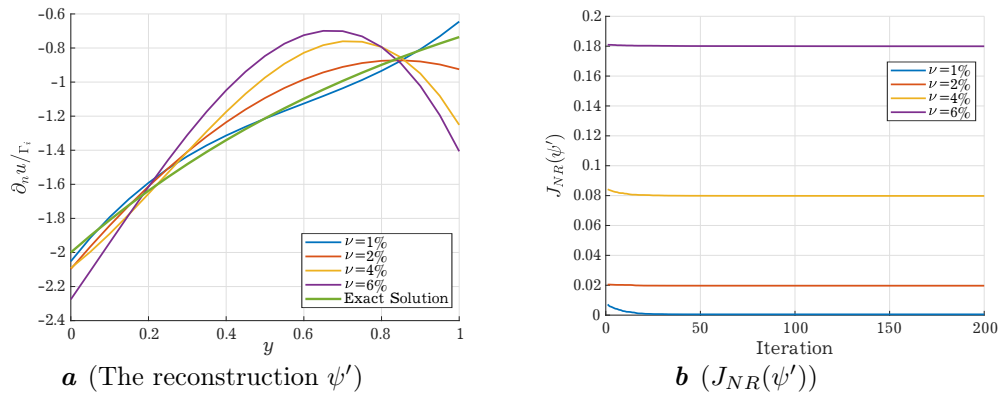 -0.6
-0.8
-1
-1.2
-1.4
-1.6
-1.8
-2
-2.2
-2.4
∂ₙu/Γᵢ
0
0.2
0.4
0.6
0.8
1
y
ν=1%
ν=2%
ν=4%
ν=6%
Exact Solution
a (The reconstruction ψ′)
0.2
0.18
0.16
0.14
0.12
0.1
0.08
0.06
0.04
0.02
0
J_NR(ψ′)
0
50
100
150
200
Iteration
ν=1%
ν=2%
ν=4%
ν=6%
b (J_NR(ψ′))